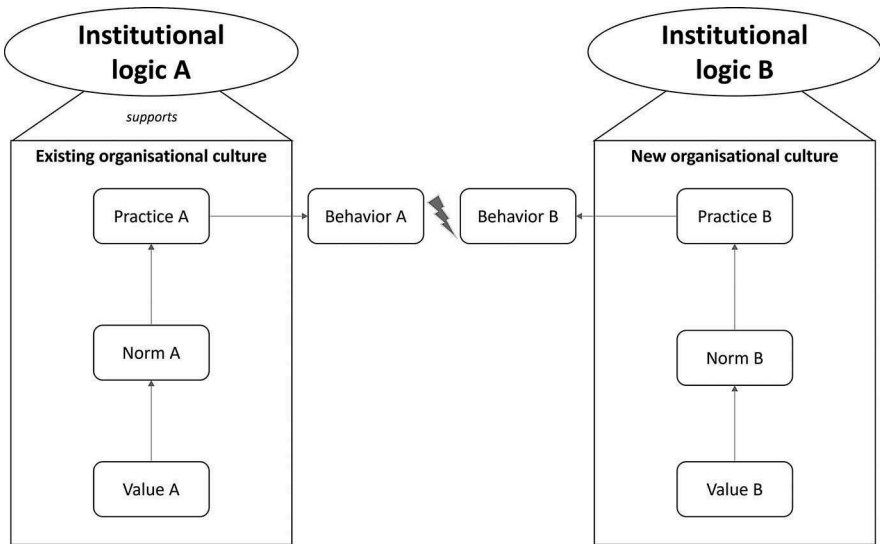 Institutional
logic A
Institutional
logic B
supports
Existing organisational culture
New organisational culture
Practice A
Behavior A
Behavior B
Practice B
Norm A
Norm B
Value A
Value B